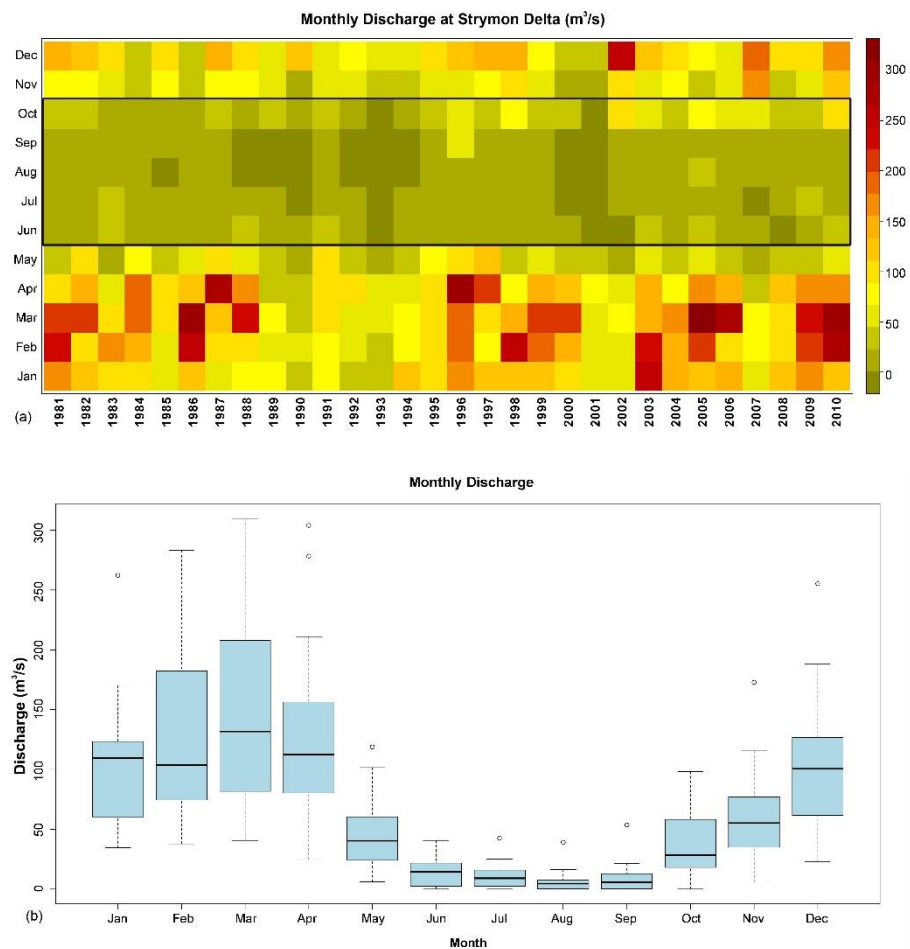 Monthly Discharge at Strymon Delta (m³/s)
Dec
Nov
Oct
Sep
Aug
Jul
Jun
May
Apr
Mar
Feb
Jan
300
250
200
150
100
50
0
(a)
1981 1982 1983 1984 1985 1986 1987 1988 1989 1990 1991 1992 1993 1994 1995 1996 1997 1998 1999 2000 2001 2002 2003 2004 2005 2006 2007 2008 2009 2010
Monthly Discharge
Discharge (m³/s)
300
250
200
150
100
50
0
(b)
Jan Feb Mar Apr May Jun Jul Aug Sep Oct Nov Dec
Month